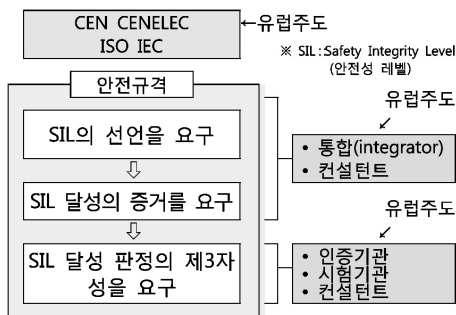 CEN CENELEC
ISO IEC
←유럽주도
※ SIL:Safety Integrity Level
(안전성 레벨)
안전규격
유럽주도
SIL의 선언을 요구
• 통합(integrator)
• 컨설턴트
SIL 달성의 증거를 요구
유럽주도
SIL 달성 판정의 제3자
성을 요구
• 인증기관
• 시험기관
• 컨설턴트